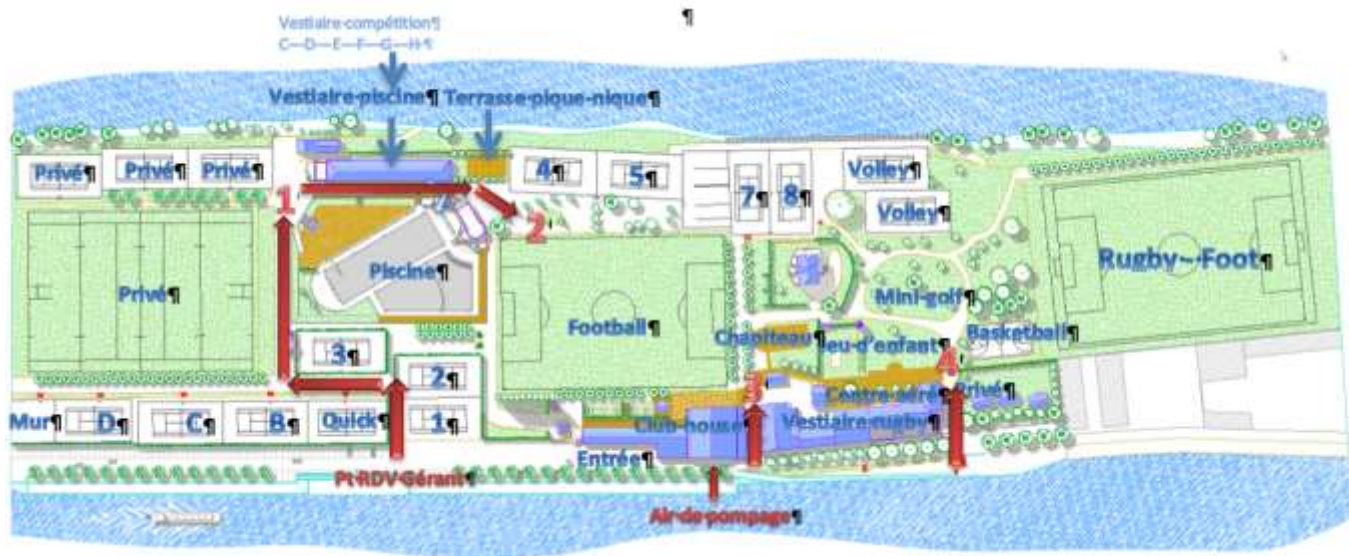 ¶
Vestiaire·compétition¶
C—D—E—F—G—H·¶
Vestiaire·piscine¶ Terrasse·pique-nique¶
Privé¶ Privé¶ Privé¶ 4¶ 5¶ 7¶ 8¶ Volley¶
Volley¶
1 2
Privé¶ Piscine¶ Football¶ Mini-golf¶ Rugby·-·Foot¶
3¶ Chapiteau¶ Jeu·d'enfant¶ Basketball¶
2¶ 3 Centre·aéré¶ 4 Privé¶
Mur¶ D¶ C¶ B¶ Quick¶ 1¶ Club-house¶ Vestiaire·rugby¶
Entrée¶
Pt·RDV·Gérant¶
Air·de·pompage¶